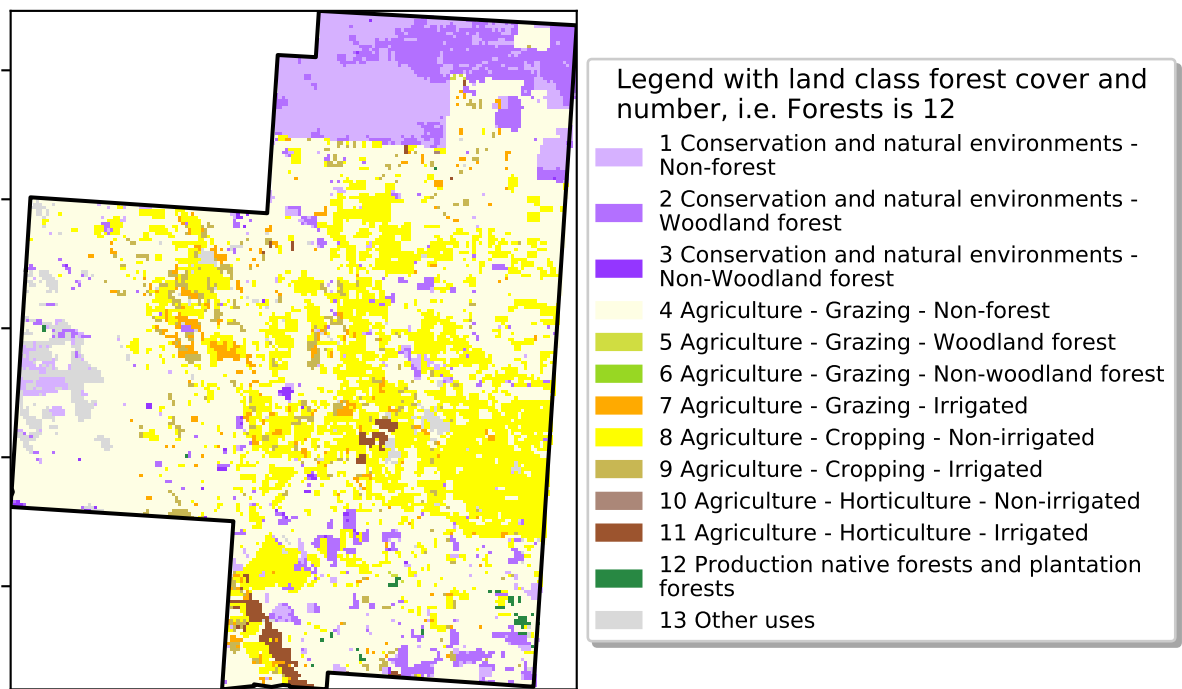 Legend with land class forest cover and
number, i.e. Forests is 12
1 Conservation and natural environments -
Non-forest
2 Conservation and natural environments -
Woodland forest
3 Conservation and natural environments -
Non-Woodland forest
4 Agriculture - Grazing - Non-forest
5 Agriculture - Grazing - Woodland forest
6 Agriculture - Grazing - Non-woodland forest
7 Agriculture - Grazing - Irrigated
8 Agriculture - Cropping - Non-irrigated
9 Agriculture - Cropping - Irrigated
10 Agriculture - Horticulture - Non-irrigated
11 Agriculture - Horticulture - Irrigated
12 Production native forests and plantation
forests
13 Other uses